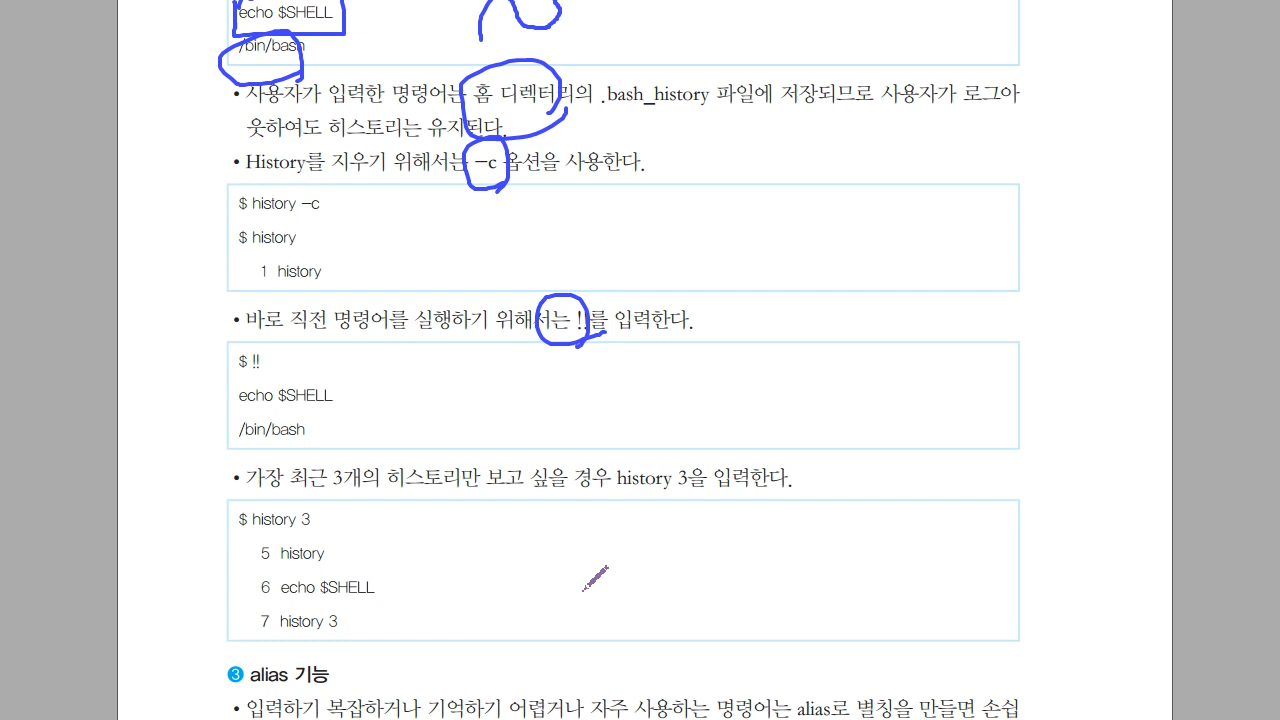 echo $SHELL
/bin/bash
• 사용자가 입력한 명령어는 홈 디렉터리의 .bash_history 파일에 저장되므로 사용자가 로그아
웃하여도 히스토리는 유지된다.
• History를 지우기 위해서는 –c 옵션을 사용한다.
$ history –c
$ history
1 history
• 바로 직전 명령어를 실행하기 위해서는 !!를 입력한다.
$ !!
echo $SHELL
/bin/bash
• 가장 최근 3개의 히스토리만 보고 싶을 경우 history 3을 입력한다.
$ history 3
5 history
6 echo $SHELL
7 history 3
3 alias 기능
• 입력하기 복잡하거나 기억하기 어렵거나 자주 사용하는 명령어는 alias로 별칭을 만들면 손쉽